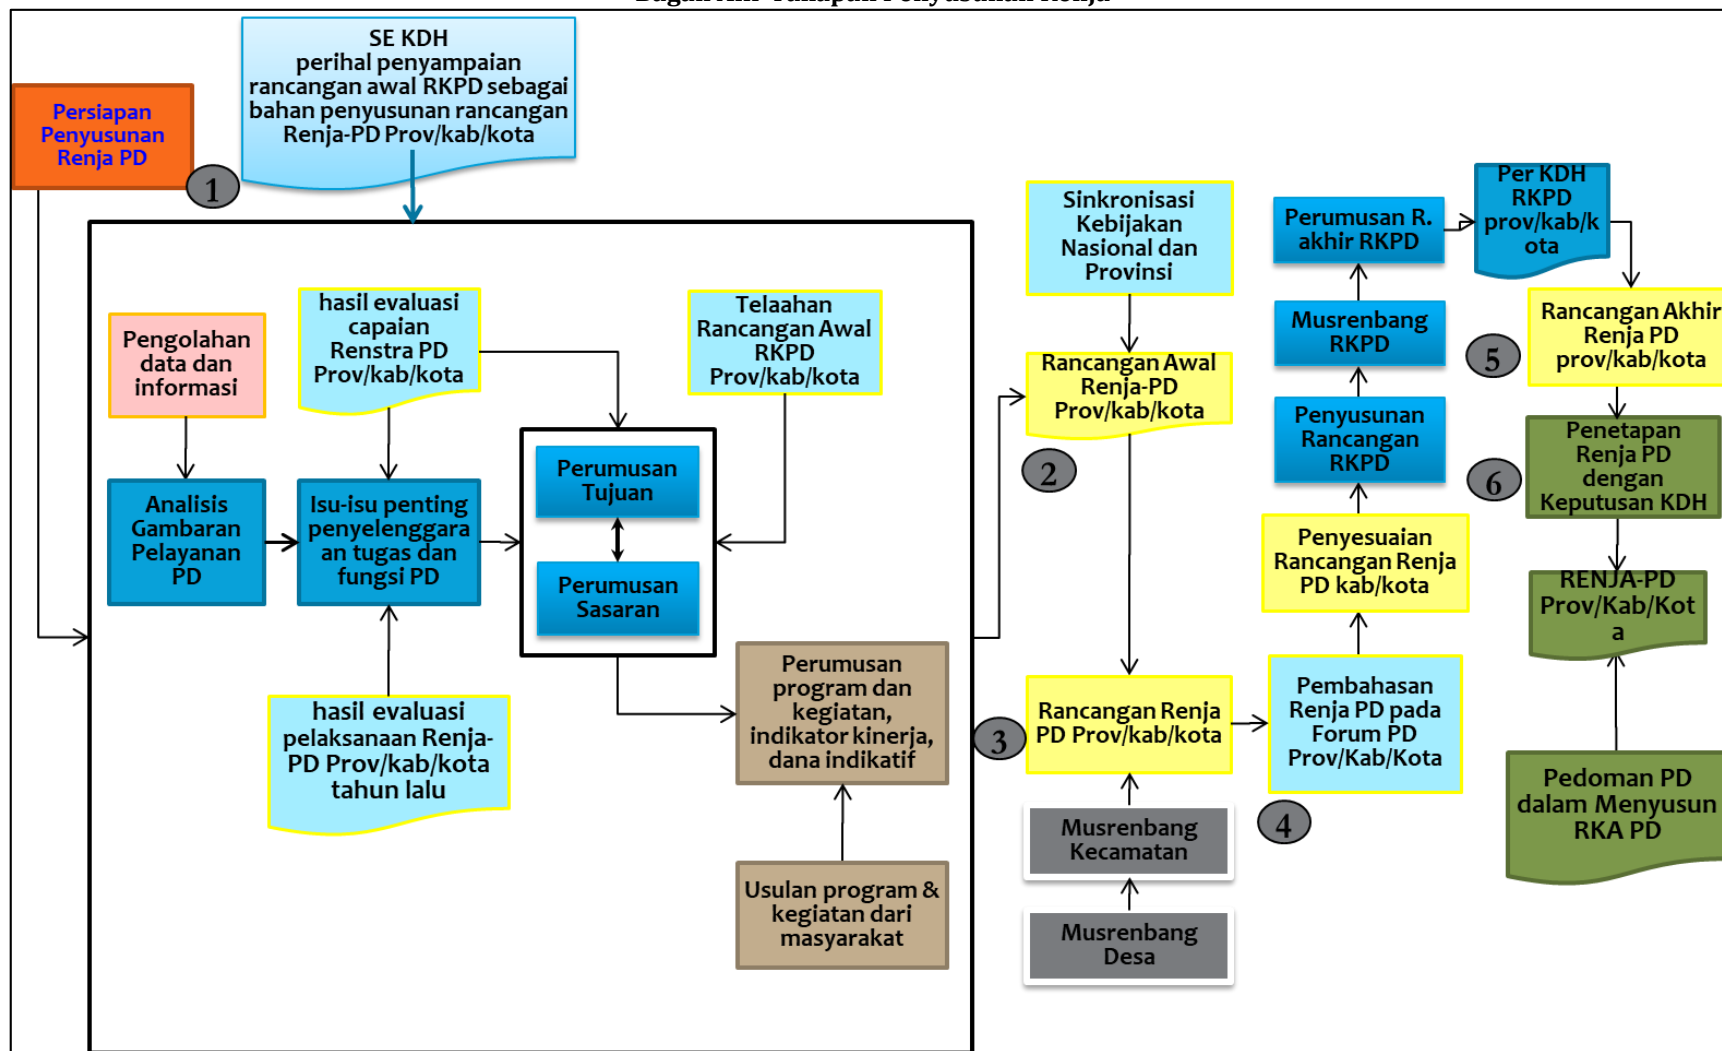 Bagan Alir Tahapan Penyusunan Renja
SE KDH
perihal penyampaian
rancangan awal RKPD sebagai
bahan penyusunan rancangan
Renja-PD Prov/kab/kota
Persiapan
Penyusunan
Renja PD
1
hasil evaluasi
capaian
Renstra PD
Prov/kab/kota
Telaahan
Rancangan Awal
RKPD
Prov/kab/kota
Pengolahan
data dan
informasi
Analisis
Gambaran
Pelayanan
PD
Isu-isu penting
penyelenggara
an tugas dan
fungsi PD
Perumusan
Tujuan
Perumusan
Sasaran
hasil evaluasi
pelaksanaan Renja-
PD Prov/kab/kota
tahun lalu
Perumusan
program dan
kegiatan,
indikator kinerja,
dana indikatif
Usulan program &
kegiatan dari
masyarakat
Sinkronisasi
Kebijakan
Nasional dan
Provinsi
Rancangan Awal
Renja-PD
Prov/kab/kota
2
3
Rancangan Renja
PD Prov/kab/kota
Musrenbang
Kecamatan
Musrenbang
Desa
4
Pembahasan
Renja PD pada
Forum PD
Prov/Kab/Kota
Penyesuaian
Rancangan Renja
PD kab/kota
Penyusunan
Rancangan
RKPD
Musrenbang
RKPD
Perumusan R.
akhir RKPD
Per KDH
RKPD
prov/kab/k
ota
5
Rancangan Akhir
Renja PD
prov/kab/kota
6
Penetapan
Renja PD
dengan
Keputusan KDH
RENJA-PD
Prov/Kab/Kot
a
Pedoman PD
dalam Menyusun
RKA PD